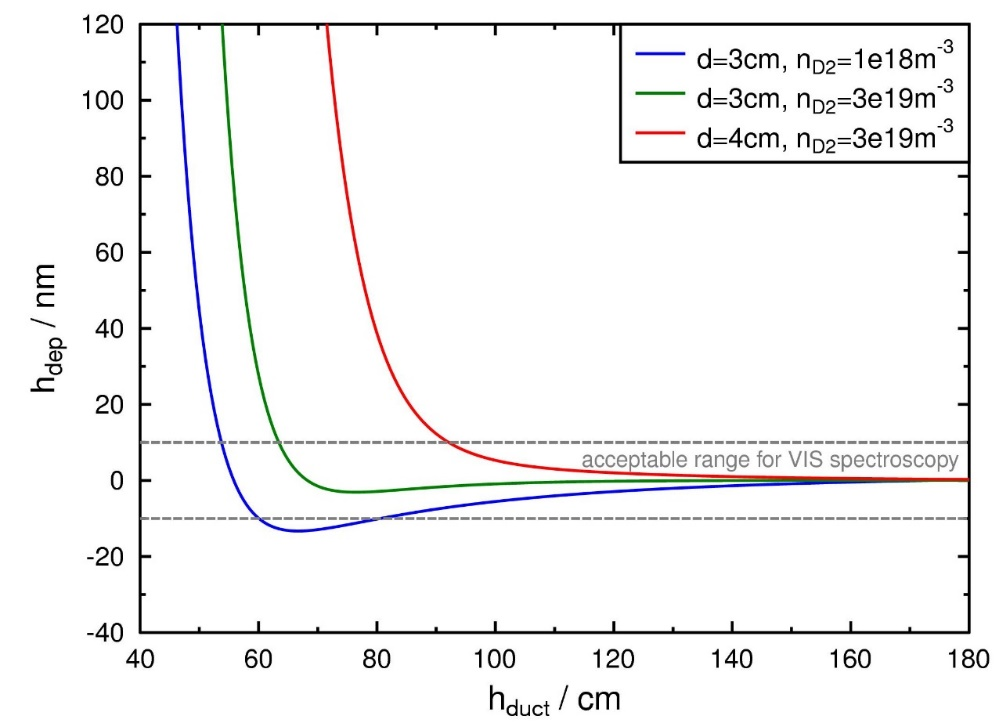 120
100
80
60
40
20
0
-20
-40
h_dep / nm
d=3cm, n_D2=1e18m^-3
d=3cm, n_D2=3e19m^-3
d=4cm, n_D2=3e19m^-3
acceptable range for VIS spectroscopy
40 60 80 100 120 140 160 180
h_duct / cm